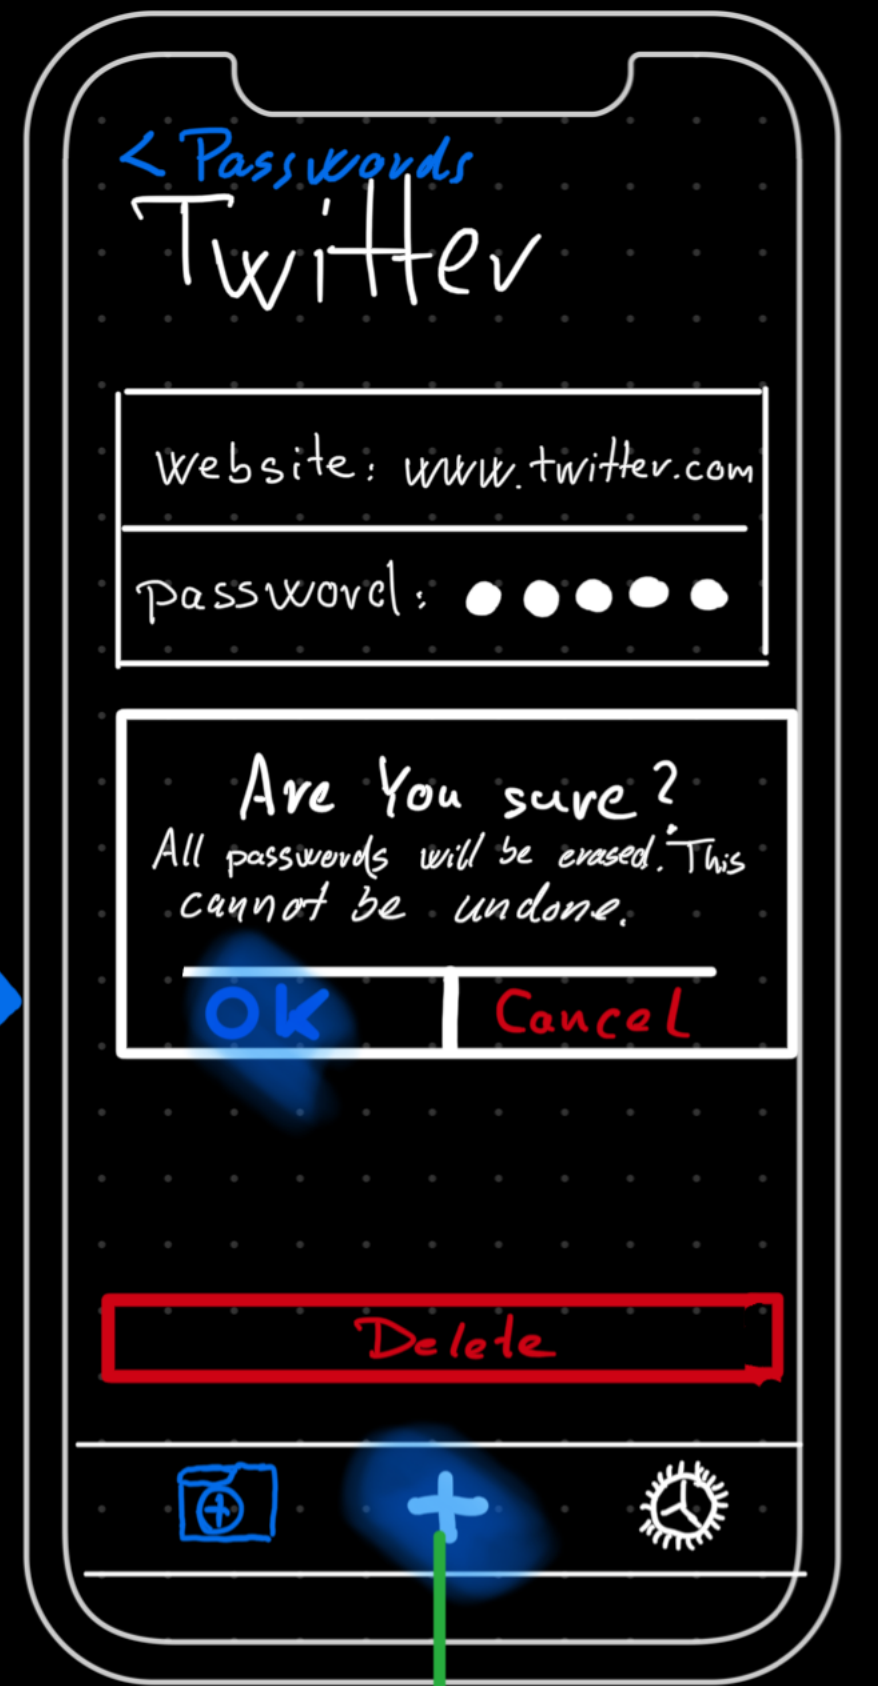 < Passwords
Twitter
website: www.twitter.com
password: ●●●●●
Are You sure?
All passwords will be erased. This
cannot be undone.
OK Cancel
Delete